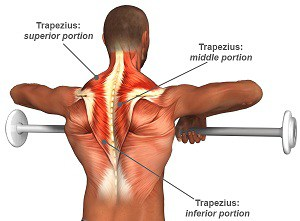 Trapezius:
superior portion
Trapezius:
middle portion
Trapezius:
inferior portion